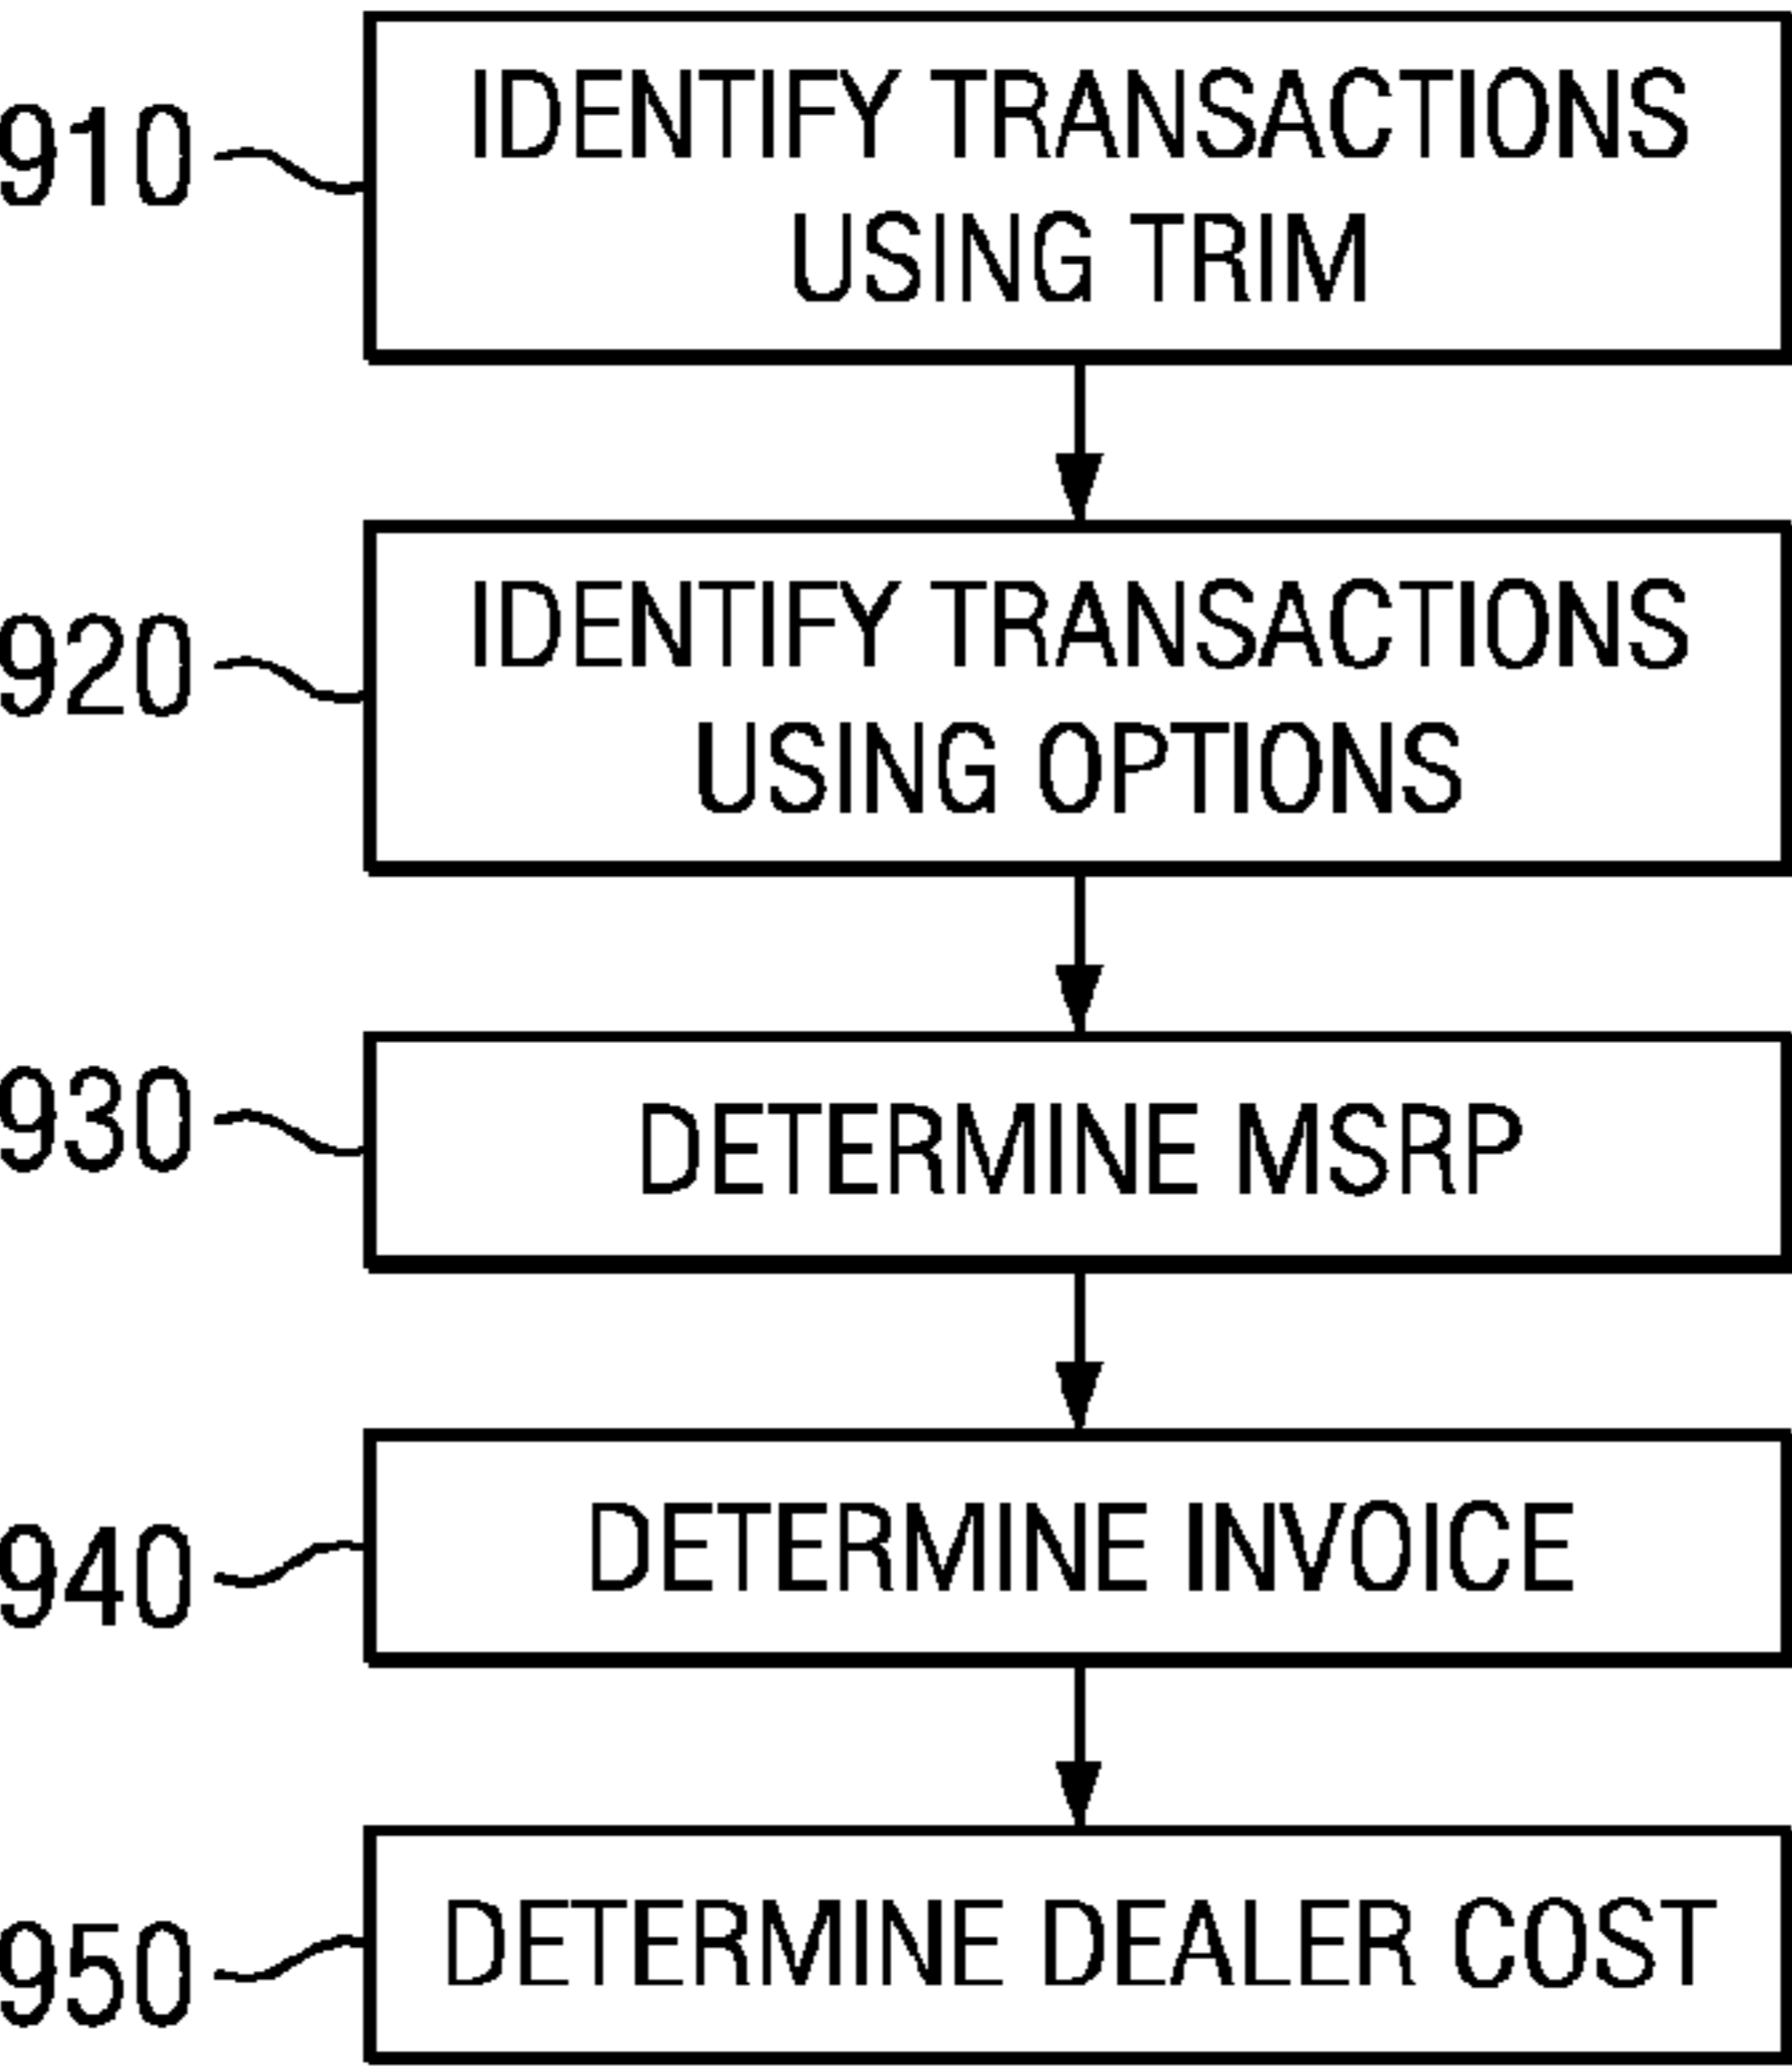 910
IDENTIFY TRANSACTIONS
USING TRIM
920
IDENTIFY TRANSACTIONS
USING OPTIONS
930
DETERMINE MSRP
940
DETERMINE INVOICE
950
DETERMINE DEALER COST